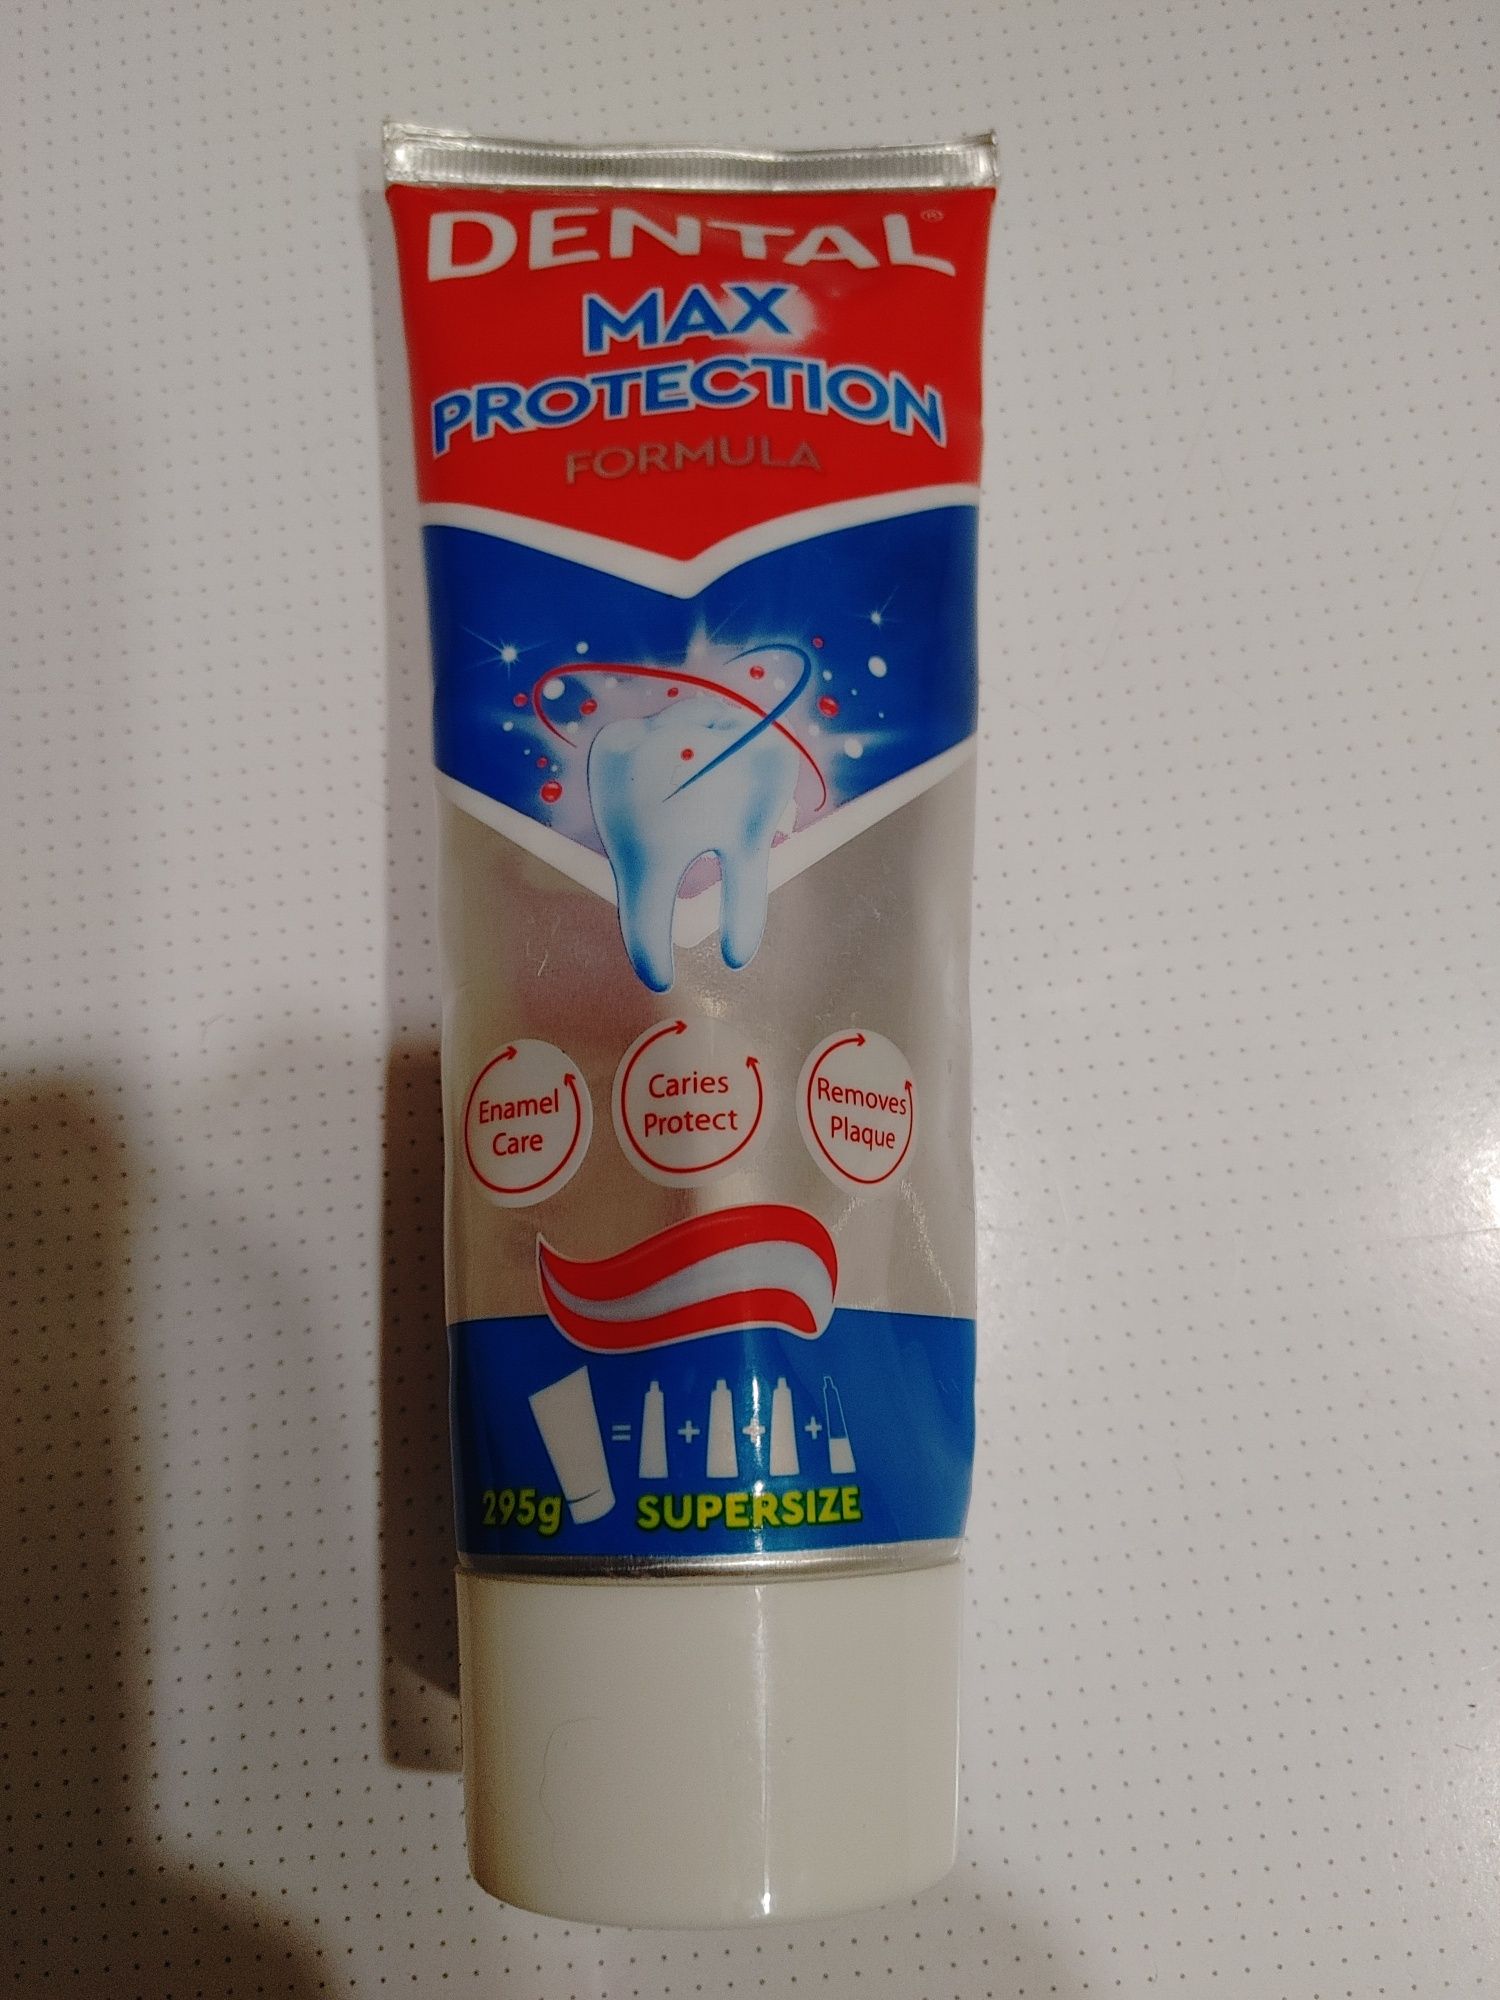 DENTAL®
MAX
PROTECTION
FORMULA
Enamel
Care
Caries
Protect
Removes
Plaque
= + + +
295g SUPERSIZE